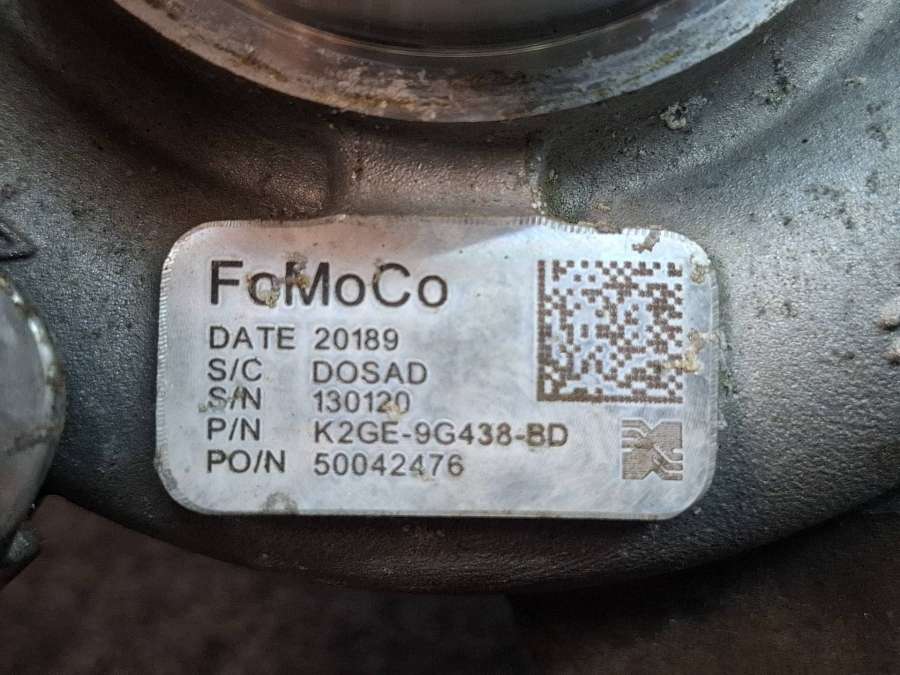 FoMoCo
DATE 20189
S/C DOSAD
S/N 130120
P/N K2GE-9G438-BD
PO/N 50042476